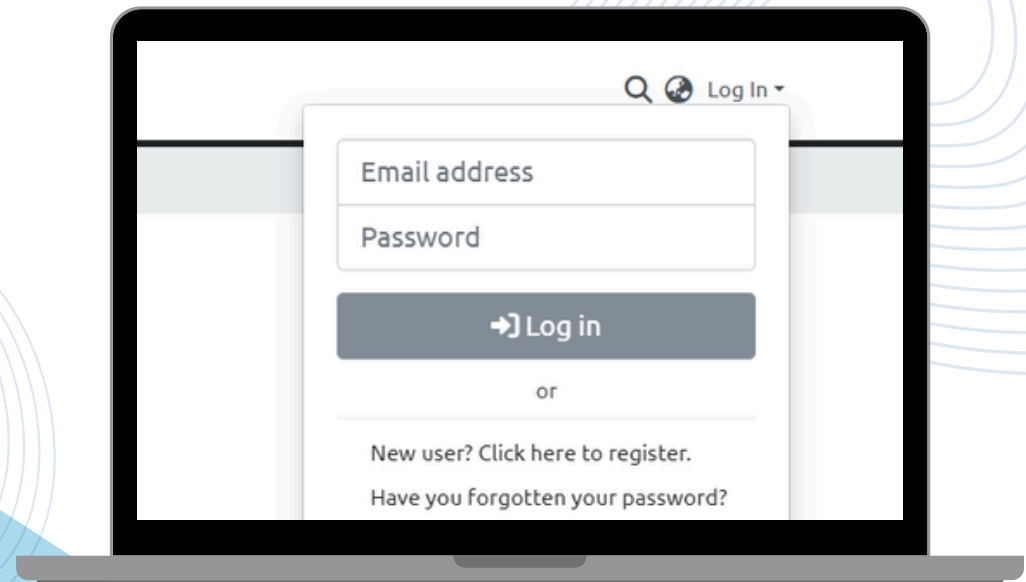 Log In
Email address
Password
Log in
or
New user? Click here to register.
Have you forgotten your password?